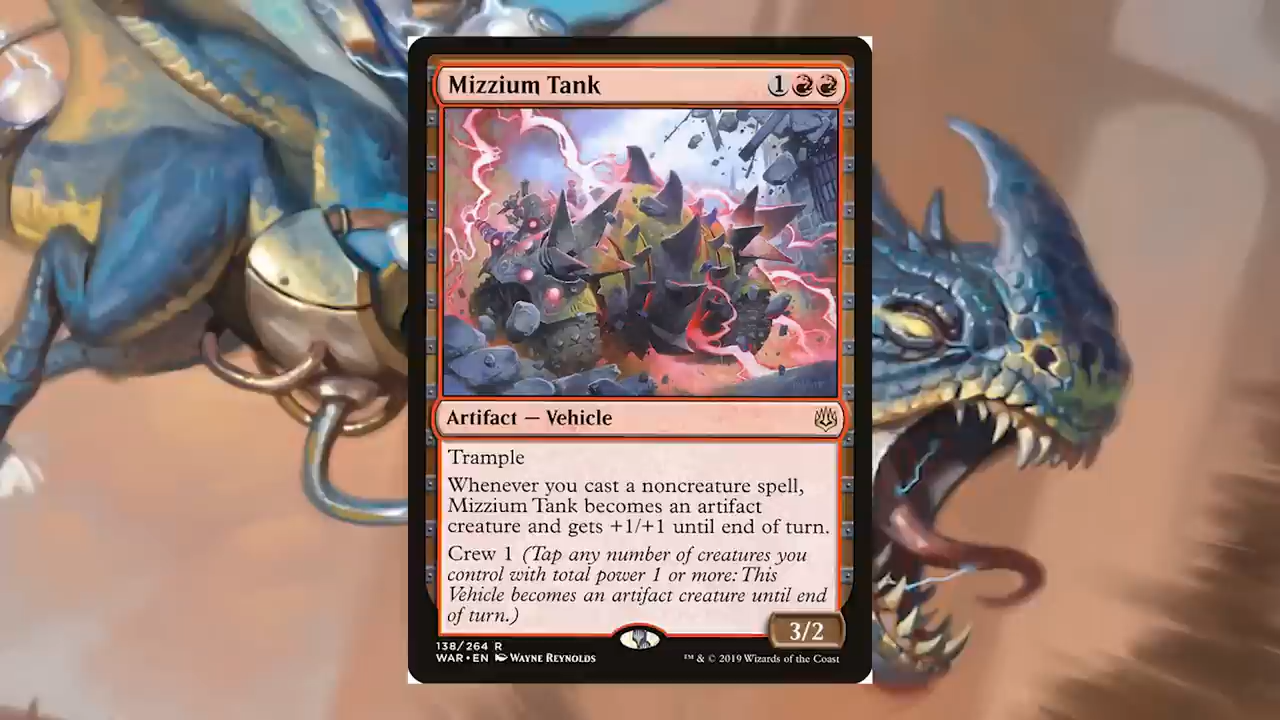 Mizzium Tank 1
Artifact — Vehicle
Trample
Whenever you cast a noncreature spell,
Mizzium Tank becomes an artifact
creature and gets +1/+1 until end of turn.
Crew 1 (Tap any number of creatures you
control with total power 1 or more: This
Vehicle becomes an artifact creature until end
of turn.)
3/2
138/264 R
WAR • EN Wayne Reynolds
™ & © 2019 Wizards of the Coast